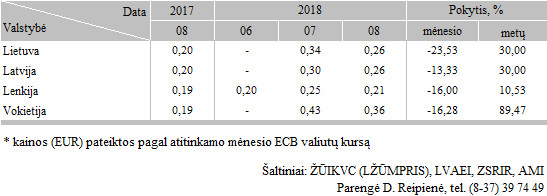 Data 2017 2018 Pokytis, %
Valstybė 08 06 07 08 mėnesio metų
Lietuva 0,20 - 0,34 0,26 -23,53 30,00
Latvija 0,20 - 0,30 0,26 -13,33 30,00
Lenkija 0,19 0,20 0,25 0,21 -16,00 10,53
Vokietija 0,19 - 0,43 0,36 -16,28 89,47
* kainos (EUR) pateiktos pagal atitinkamo mėnesio ECB valiutų kursą
Šaltiniai: ŽŪIKVC (LŽŪMPRIS), LVAEI, ZSRIR, AMI
Parengė D. Reipienė, tel. (8-37) 39 74 49